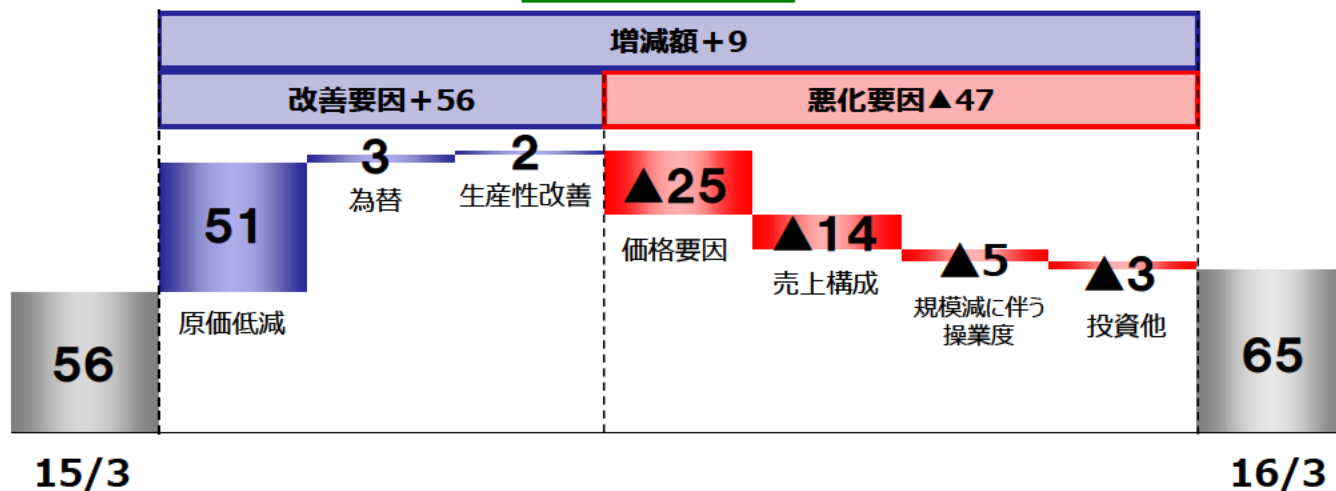 増減額＋9
改善要因＋56
悪化要因▲47
51
原価低減
3
為替
2
生産性改善
▲25
価格要因
▲14
売上構成
▲5
規模減に伴う
操業度
▲3
投資他
56
65
15/3
16/3